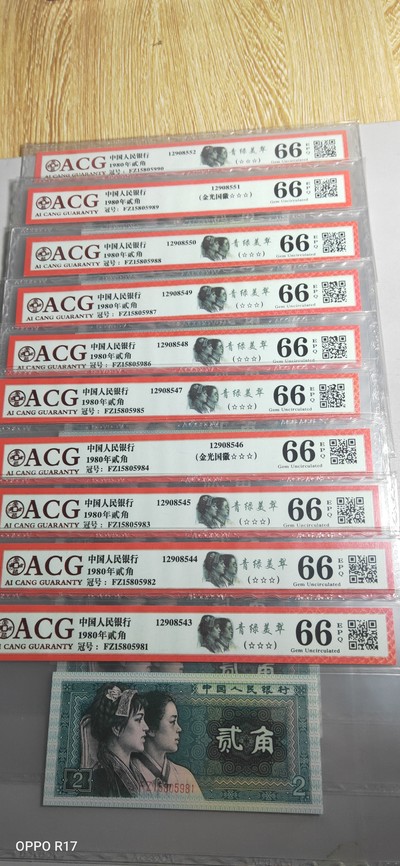 ACG 中国人民银行 12908552 青绿美翠 66 EPQ
1980年贰角 (☆☆☆)
冠号: FZ15805990
ACG 中国人民银行 12908551 66 EPQ
1980年贰角 (金光国徽☆☆☆)
AI CANG GUARANTY 冠号: FZ15805989 Gem Uncirculated
ACG 中国人民银行 12908550 青绿美翠 66 EPQ
1980年贰角 (☆☆☆)
AI CANG GUARANTY 冠号: FZ15805988 Gem Uncirculated
ACG 中国人民银行 12908549 青绿美翠 66 EPQ
1980年贰角 (☆☆☆)
AI CANG GUARANTY 冠号: FZ15805987 Gem Uncirculated
ACG 中国人民银行 12908548 青绿美翠 66 EPQ
1980年贰角 (☆☆☆)
AI CANG GUARANTY 冠号: FZ15805986 Gem Uncirculated
ACG 中国人民银行 12908547 青绿美翠 66 EPQ
1980年贰角 (☆☆☆)
AI CANG GUARANTY 冠号: FZ15805985 Gem Uncirculated
ACG 中国人民银行 12908546 66 EPQ
1980年贰角 (金光国徽☆☆☆)
AI CANG GUARANTY 冠号: FZ15805984 Gem Uncirculated
ACG 中国人民银行 12908545 青绿美翠 66 EPQ
1980年贰角 (☆☆☆)
AI CANG GUARANTY 冠号: FZ15805983 Gem Uncirculated
ACG 中国人民银行 12908544 青绿美翠 66 EPQ
1980年贰角 (☆☆☆)
AI CANG GUARANTY 冠号: FZ15805982 Gem Uncirculated
ACG 中国人民银行 12908543 青绿美翠 66 EPQ
1980年贰角 (☆☆☆)
AI CANG GUARANTY 冠号: FZ15805981 Gem Uncirculated
中国人民银行
贰角
2 FZ15805981 2
OPPO R17